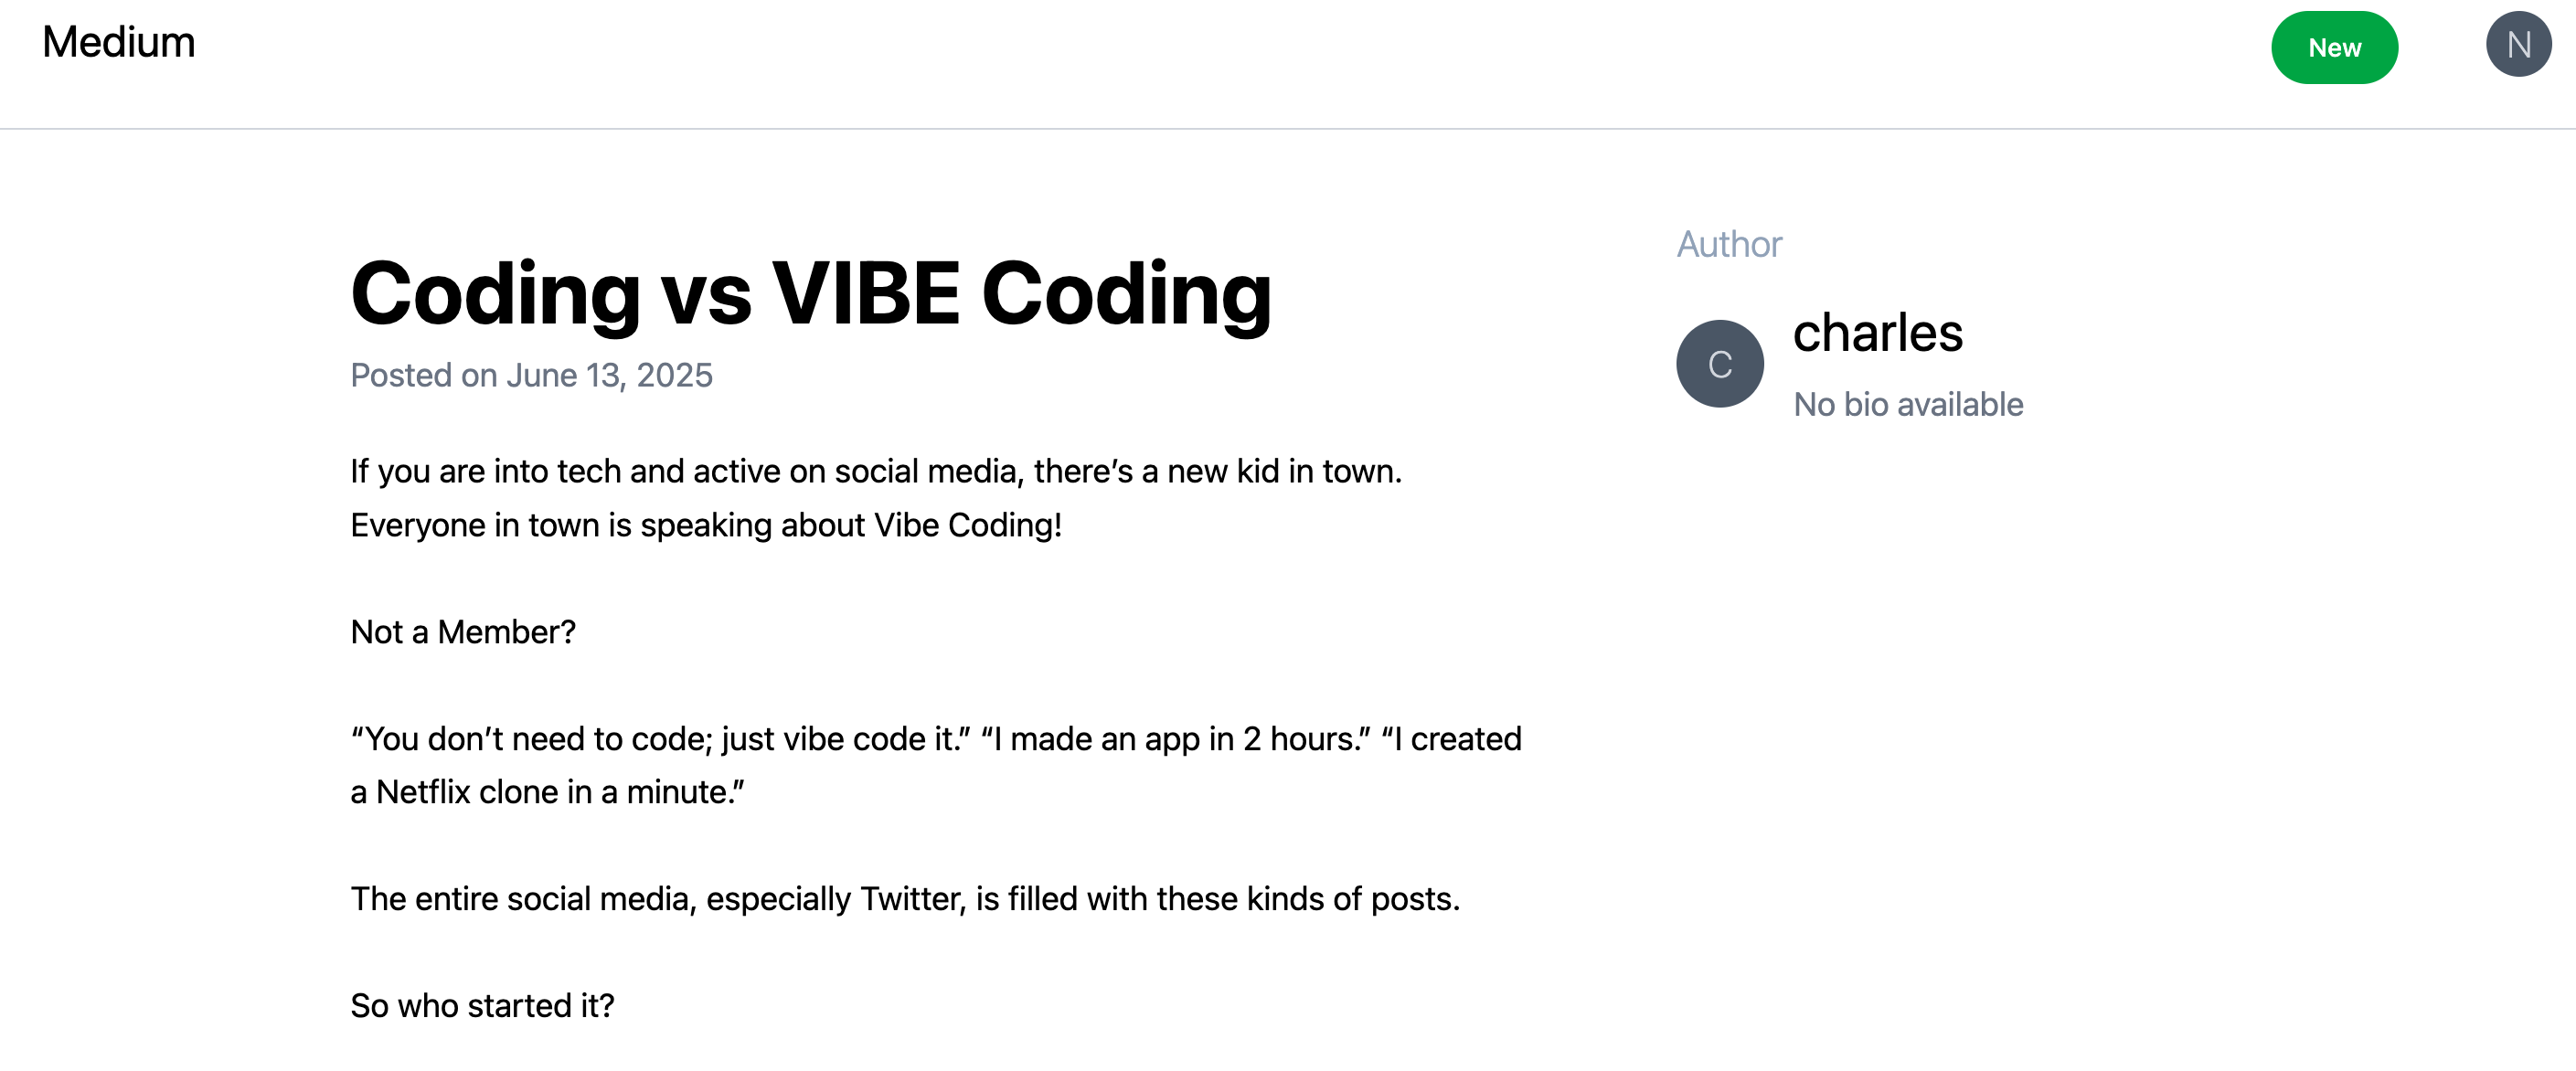 Medium
New
N
Coding vs VIBE Coding
Posted on June 13, 2025
If you are into tech and active on social media, there’s a new kid in town.
Everyone in town is speaking about Vibe Coding!
Not a Member?
“You don’t need to code; just vibe code it.” “I made an app in 2 hours.” “I created
a Netflix clone in a minute.”
The entire social media, especially Twitter, is filled with these kinds of posts.
So who started it?
Author
C
charles
No bio available